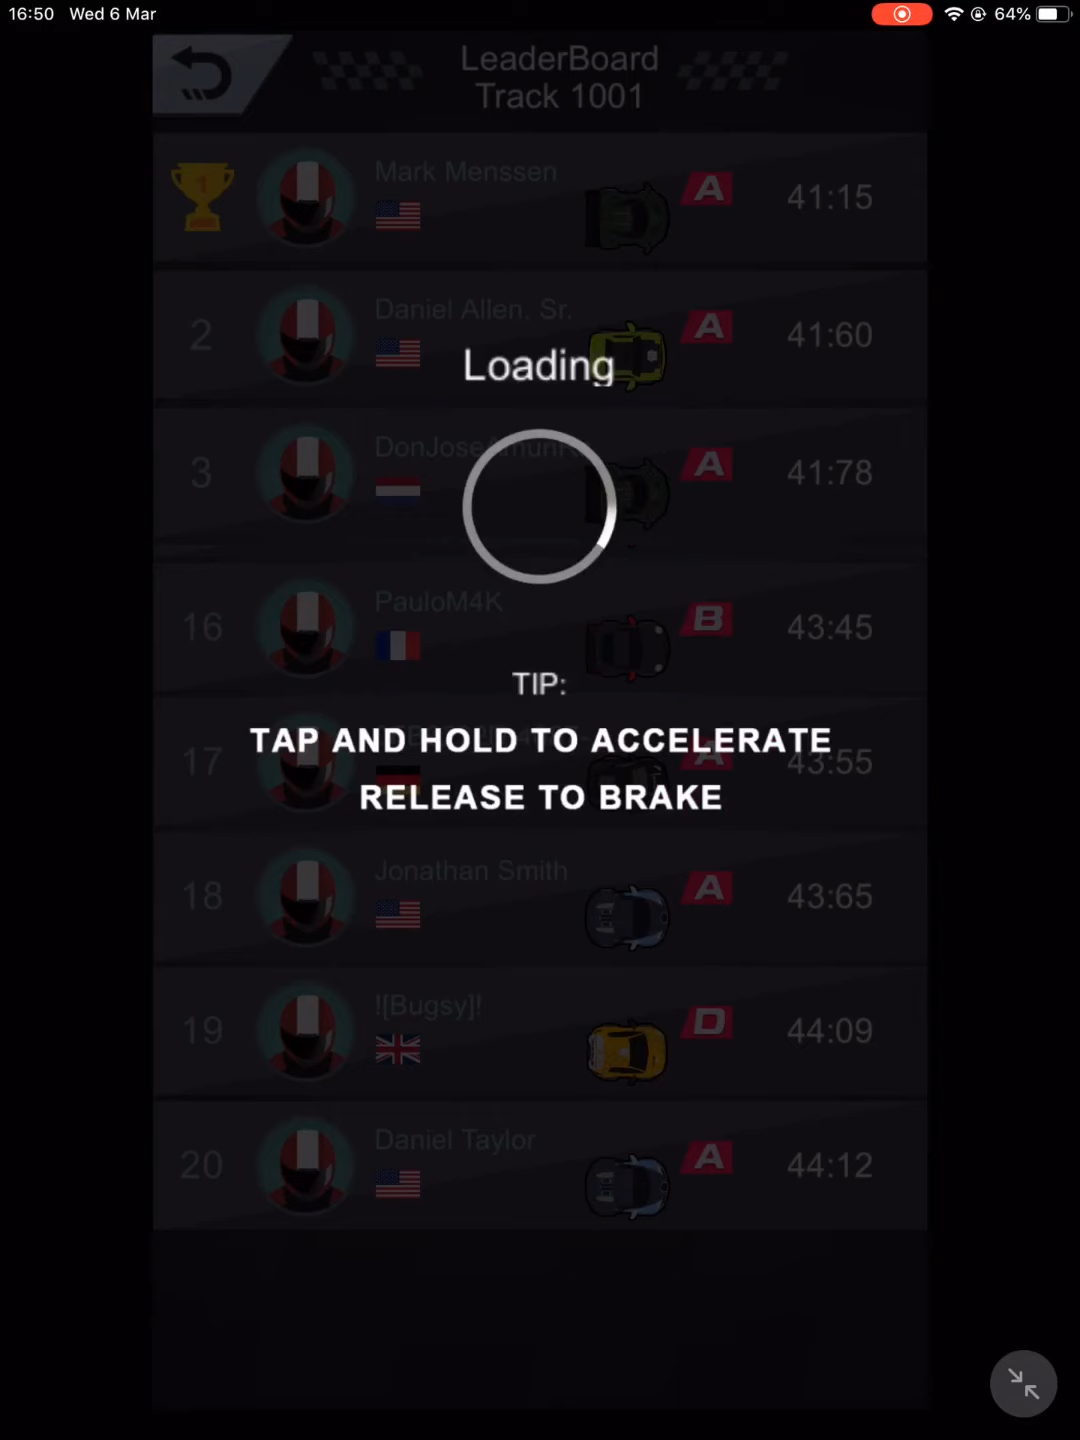 16:50 Wed 6 Mar 64%
LeaderBoard
Track 1001
1 Mark Menssen A 41:15
2 Daniel Allen. Sr. A 41:60
Loading
3 A 41:78
16 PauloM4K B 43:45
TIP:
TAP AND HOLD TO ACCELERATE
17 A 43:55
RELEASE TO BRAKE
18 Jonathan Smith A 43:65
19 ![Bugsy]! D 44:09
20 Daniel Taylor A 44:12